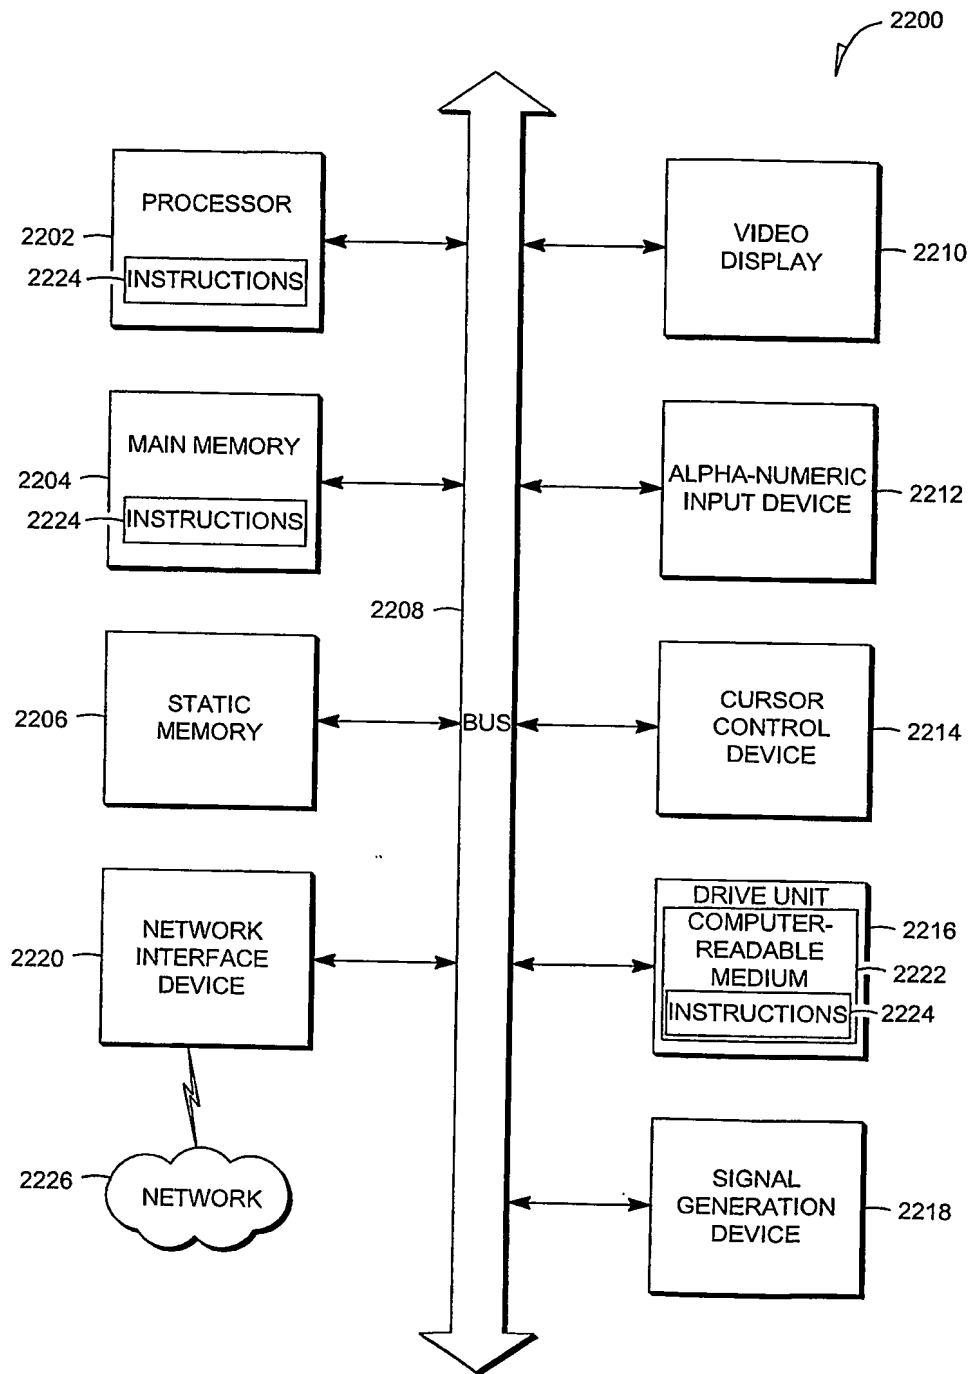 2200
PROCESSOR
2202
2224
INSTRUCTIONS
VIDEO
DISPLAY
2210
MAIN MEMORY
2204
2224
INSTRUCTIONS
ALPHA-NUMERIC
INPUT DEVICE
2212
2208
STATIC
MEMORY
2206
BUS
CURSOR
CONTROL
DEVICE
2214
NETWORK
INTERFACE
DEVICE
2220
DRIVE UNIT
COMPUTER-
READABLE
MEDIUM
INSTRUCTIONS
2216
2222
2224
2226
NETWORK
SIGNAL
GENERATION
DEVICE
2218